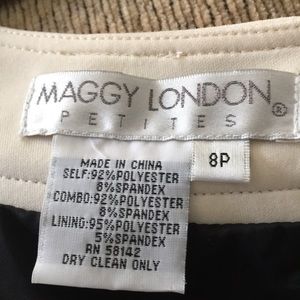 MAGGY LONDON®
PETITES
8P
MADE IN CHINA
SELF:92%POLYESTER
8%SPANDEX
COMBO:92%POLYESTER
8%SPANDEX
LINING:95%POLYESTER
5%SPANDEX
RN 58142
DRY CLEAN ONLY